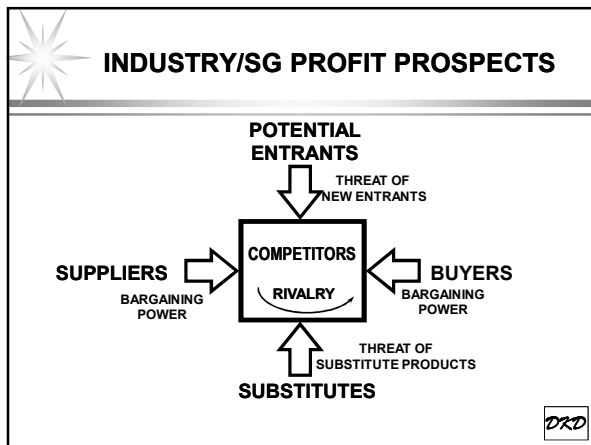 INDUSTRY/SG PROFIT PROSPECTS
POTENTIAL
ENTRANTS
THREAT OF
NEW ENTRANTS
COMPETITORS
SUPPLIERS
BUYERS
RIVALRY
BARGAINING
POWER
BARGAINING
POWER
THREAT OF
SUBSTITUTE PRODUCTS
SUBSTITUTES
DKD